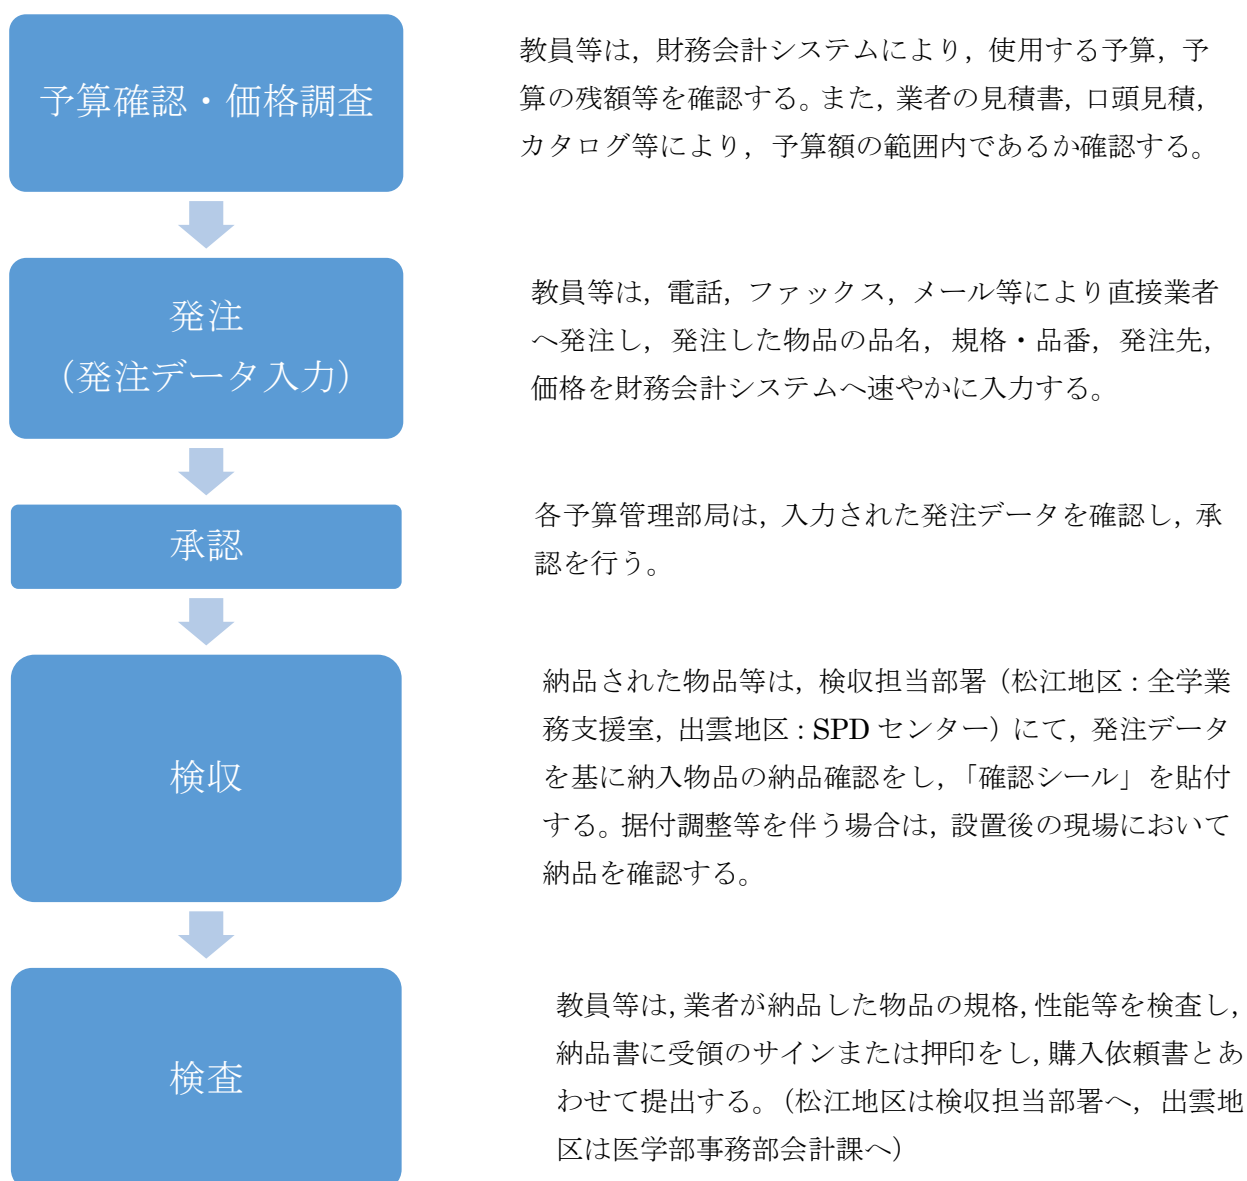 予算確認・価格調査
教員等は，財務会計システムにより，使用する予算，予
算の残額等を確認する。また，業者の見積書，口頭見積，
カタログ等により，予算額の範囲内であるか確認する。
発注
（発注データ入力）
教員等は，電話，ファックス，メール等により直接業者
へ発注し，発注した物品の品名，規格・品番，発注先，
価格を財務会計システムへ速やかに入力する。
承認
各予算管理部局は，入力された発注データを確認し，承
認を行う。
検収
納品された物品等は，検収担当部署（松江地区：全学業
務支援室，出雲地区：SPD センター）にて，発注データ
を基に納入物品の納品確認をし，「確認シール」を貼付
する。据付調整等を伴う場合は，設置後の現場において
納品を確認する。
検査
教員等は，業者が納品した物品の規格，性能等を検査し，
納品書に受領のサインまたは押印をし，購入依頼書とあ
わせて提出する。（松江地区は検収担当部署へ，出雲地
区は医学部事務部会計課へ）